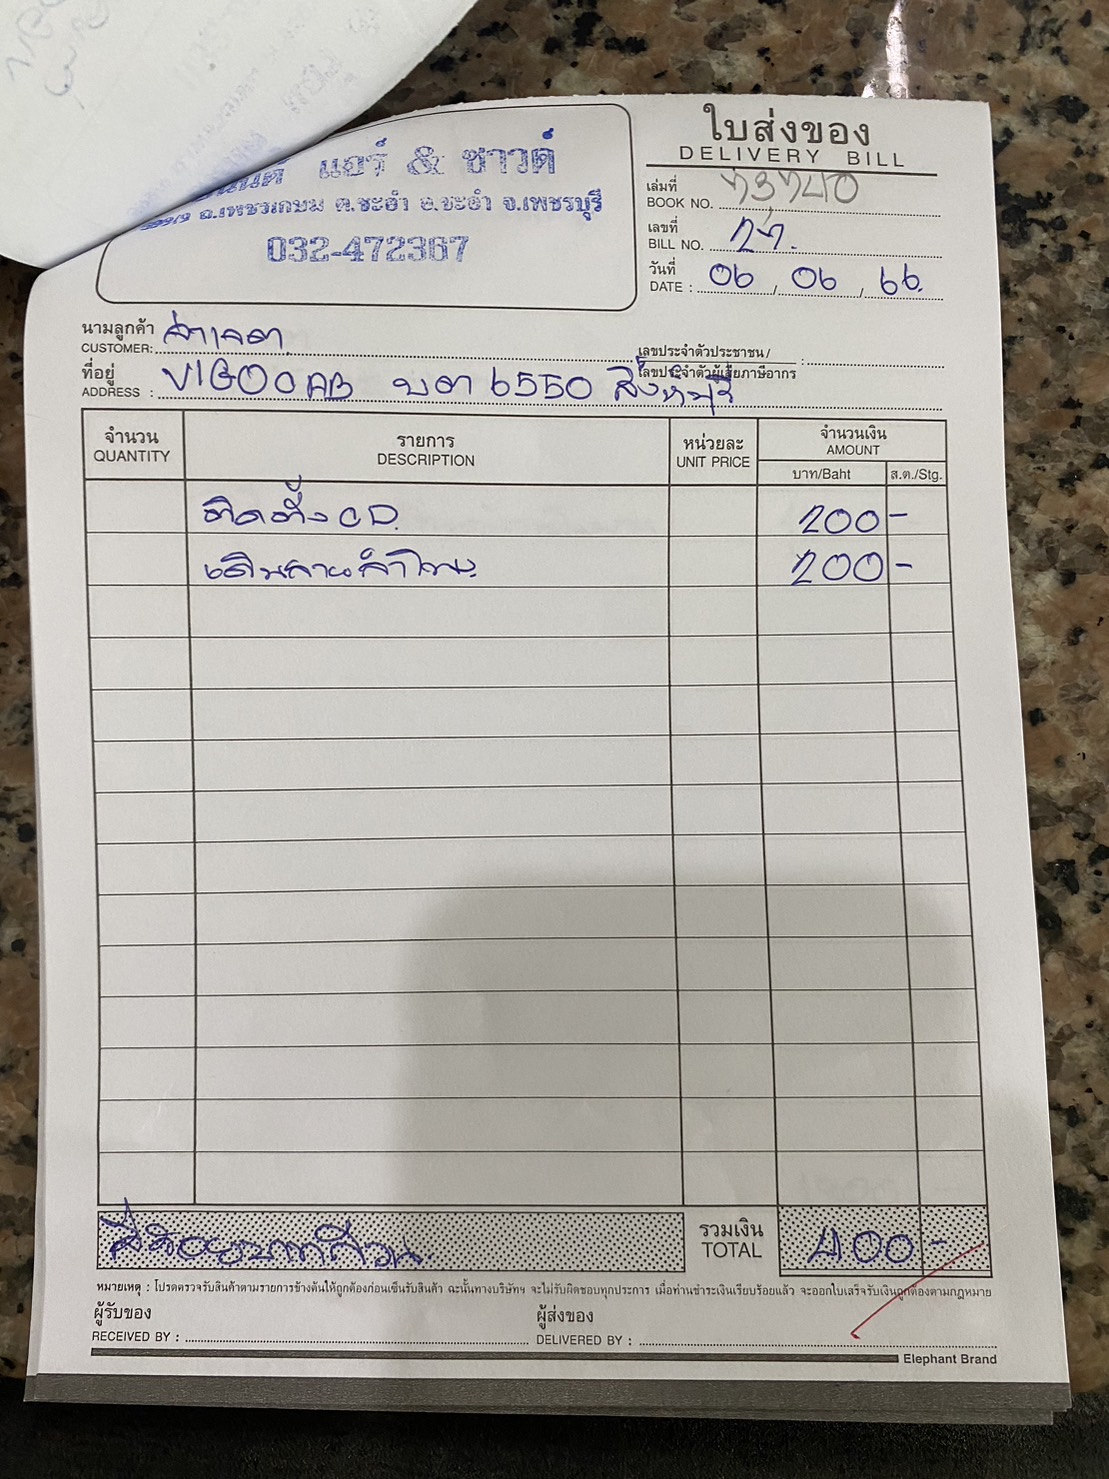 ใบส่งของ
DELIVERY BILL
แอร์ & ซาวด์
ถ.เพชรเกษม ต.ชะอำ อ.ชะอำ จ.เพชรบุรี
032-472367
เล่มที่
BOOK NO.
เลขที่
BILL NO. 27.
วันที่
DATE : 06 / 06 / 66
นามลูกค้า
CUSTOMER:
เลขประจำตัวประชาชน / :
เลขประจำตัวผู้เสียภาษีอากร
ที่อยู่
ADDRESS : VIGO CAB บตา 6550 สิงห์บุรี
จำนวน รายการ หน่วยละ จำนวนเงิน
QUANTITY DESCRIPTION UNIT PRICE AMOUNT
บาท/Baht ส.ต./Stg.
ติดตั้ง CD. 200 -
เดินสายลำโพง. 200 -
สี่ร้อยบาทถ้วน. รวมเงิน 400 -
TOTAL
หมายเหตุ : โปรดตรวจรับสินค้าตามรายการข้างต้นให้ถูกต้องก่อนเซ็นรับสินค้า ฉะนั้นทางบริษัทฯ จะไม่รับผิดชอบทุกประการ เมื่อท่านชำระเงินเรียบร้อยแล้ว จะออกใบเสร็จรับเงินถูกต้องตามกฎหมาย
ผู้รับของ ผู้ส่งของ
RECEIVED BY : DELIVERED BY :
Elephant Brand